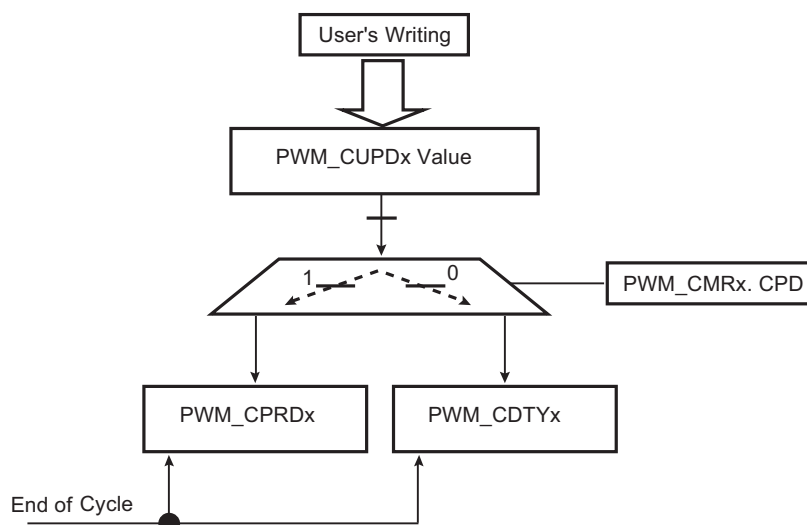 User's Writing
PWM_CUPDx Value
1
0
PWM_CMRx. CPD
PWM_CPRDx
PWM_CDTYx
End of Cycle